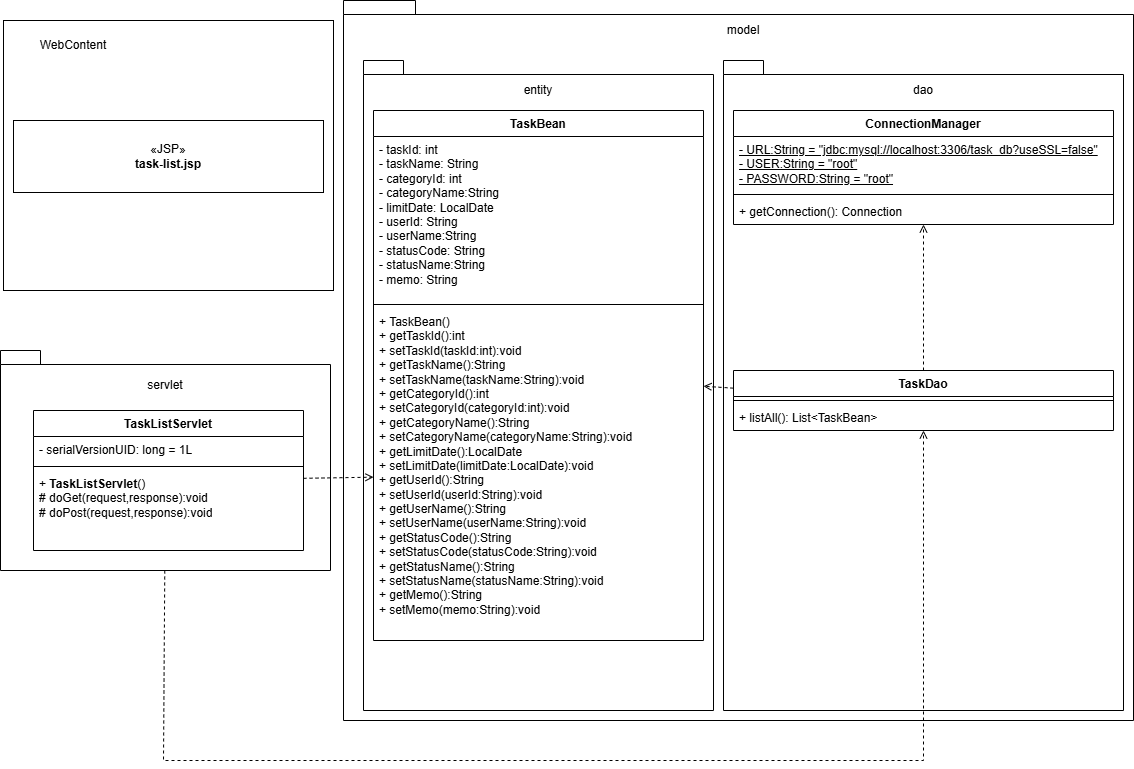 WebContent
«JSP»
task-list.jsp
servlet
TaskListServlet
- serialVersionUID: long = 1L
+ TaskListServlet()
# doGet(request,response):void
# doPost(request,response):void
model
entity
TaskBean
- taskId: int
- taskName: String
- categoryId: int
- categoryName:String
- limitDate: LocalDate
- userId: String
- userName:String
- statusCode: String
- statusName:String
- memo: String
+ TaskBean()
+ getTaskId():int
+ setTaskId(taskId:int):void
+ getTaskName():String
+ setTaskName(taskName:String):void
+ getCategoryId():int
+ setCategoryId(categoryId:int):void
+ getCategoryName():String
+ setCategoryName(categoryName:String):void
+ getLimitDate():LocalDate
+ setLimitDate(limitDate:LocalDate):void
+ getUserId():String
+ setUserId(userId:String):void
+ getUserName():String
+ setUserName(userName:String):void
+ getStatusCode():String
+ setStatusCode(statusCode:String):void
+ getStatusName():String
+ setStatusName(statusName:String):void
+ getMemo():String
+ setMemo(memo:String):void
dao
ConnectionManager
- URL:String = "jdbc:mysql://localhost:3306/task_db?useSSL=false"
- USER:String = "root"
- PASSWORD:String = "root"
+ getConnection(): Connection
TaskDao
+ listAll(): List<TaskBean>